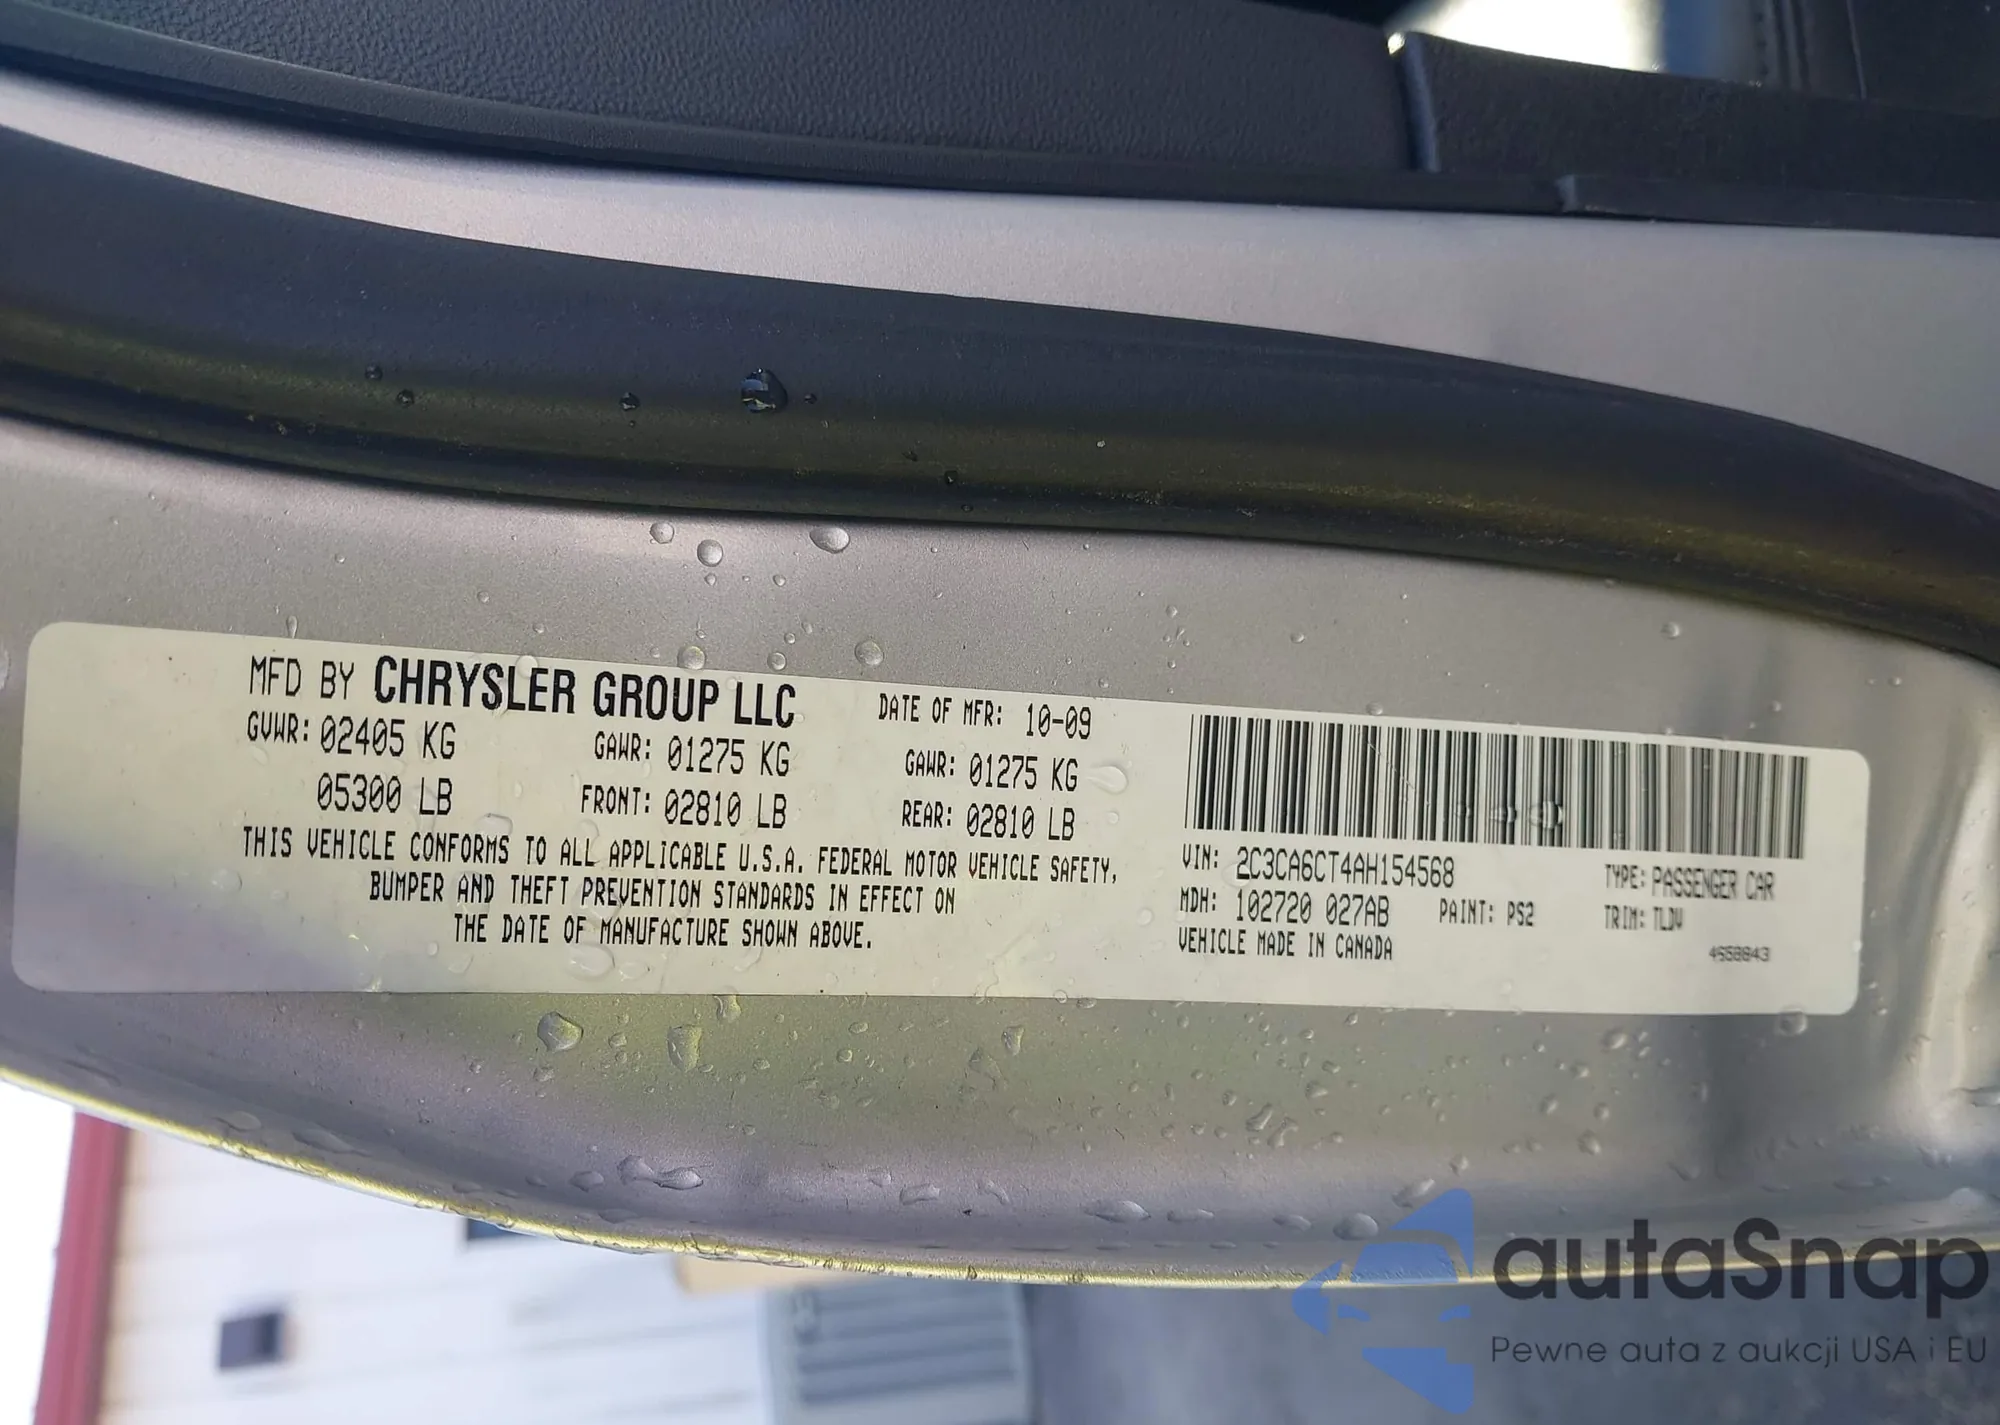 MFD BY CHRYSLER GROUP LLC DATE OF MFR: 10-09
GVWR: 02405 KG GAWR: 01275 KG GAWR: 01275 KG
05300 LB FRONT: 02810 LB REAR: 02810 LB
THIS VEHICLE CONFORMS TO ALL APPLICABLE U.S.A. FEDERAL MOTOR VEHICLE SAFETY,
BUMPER AND THEFT PREVENTION STANDARDS IN EFFECT ON
THE DATE OF MANUFACTURE SHOWN ABOVE.
VIN: 2C3CA6CT4AH154568 TYPE: PASSENGER CAR
MDH: 102720 027AB PAINT: PS2 TRIM: TLDV
VEHICLE MADE IN CANADA 4658843
autaSnap
Pewne auta z aukcji USA i EU